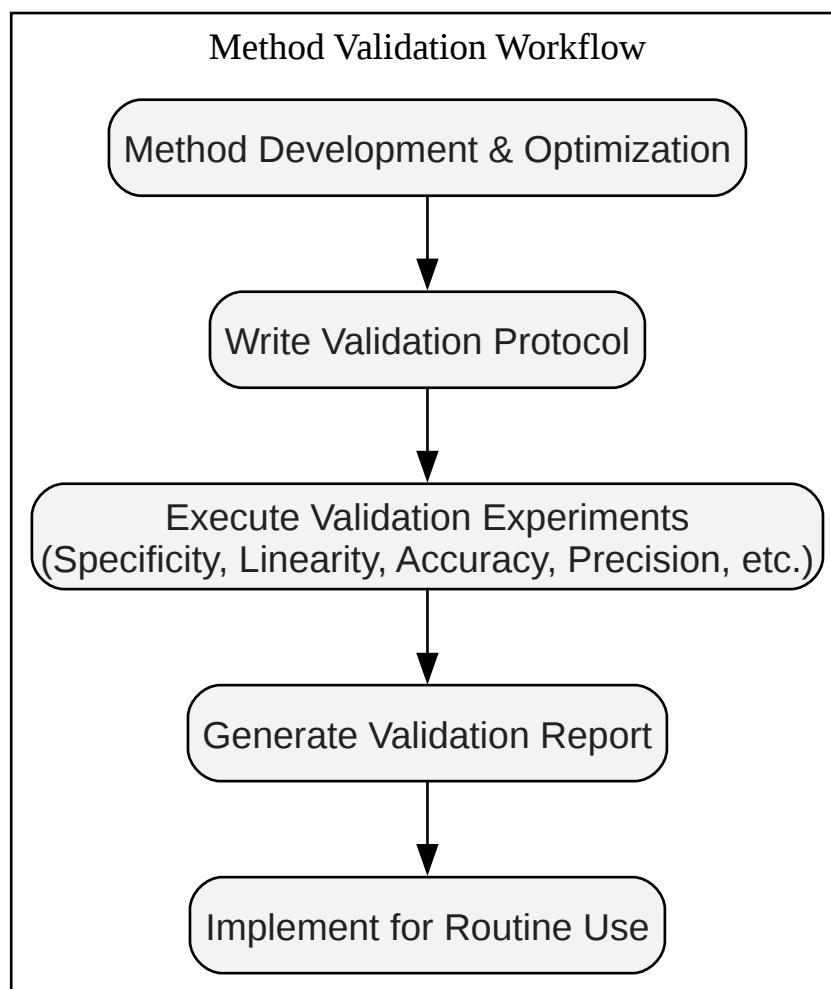 Method Validation Workflow
Method Development & Optimization
Write Validation Protocol
Execute Validation Experiments
(Specificity, Linearity, Accuracy, Precision, etc.)
Generate Validation Report
Implement for Routine Use